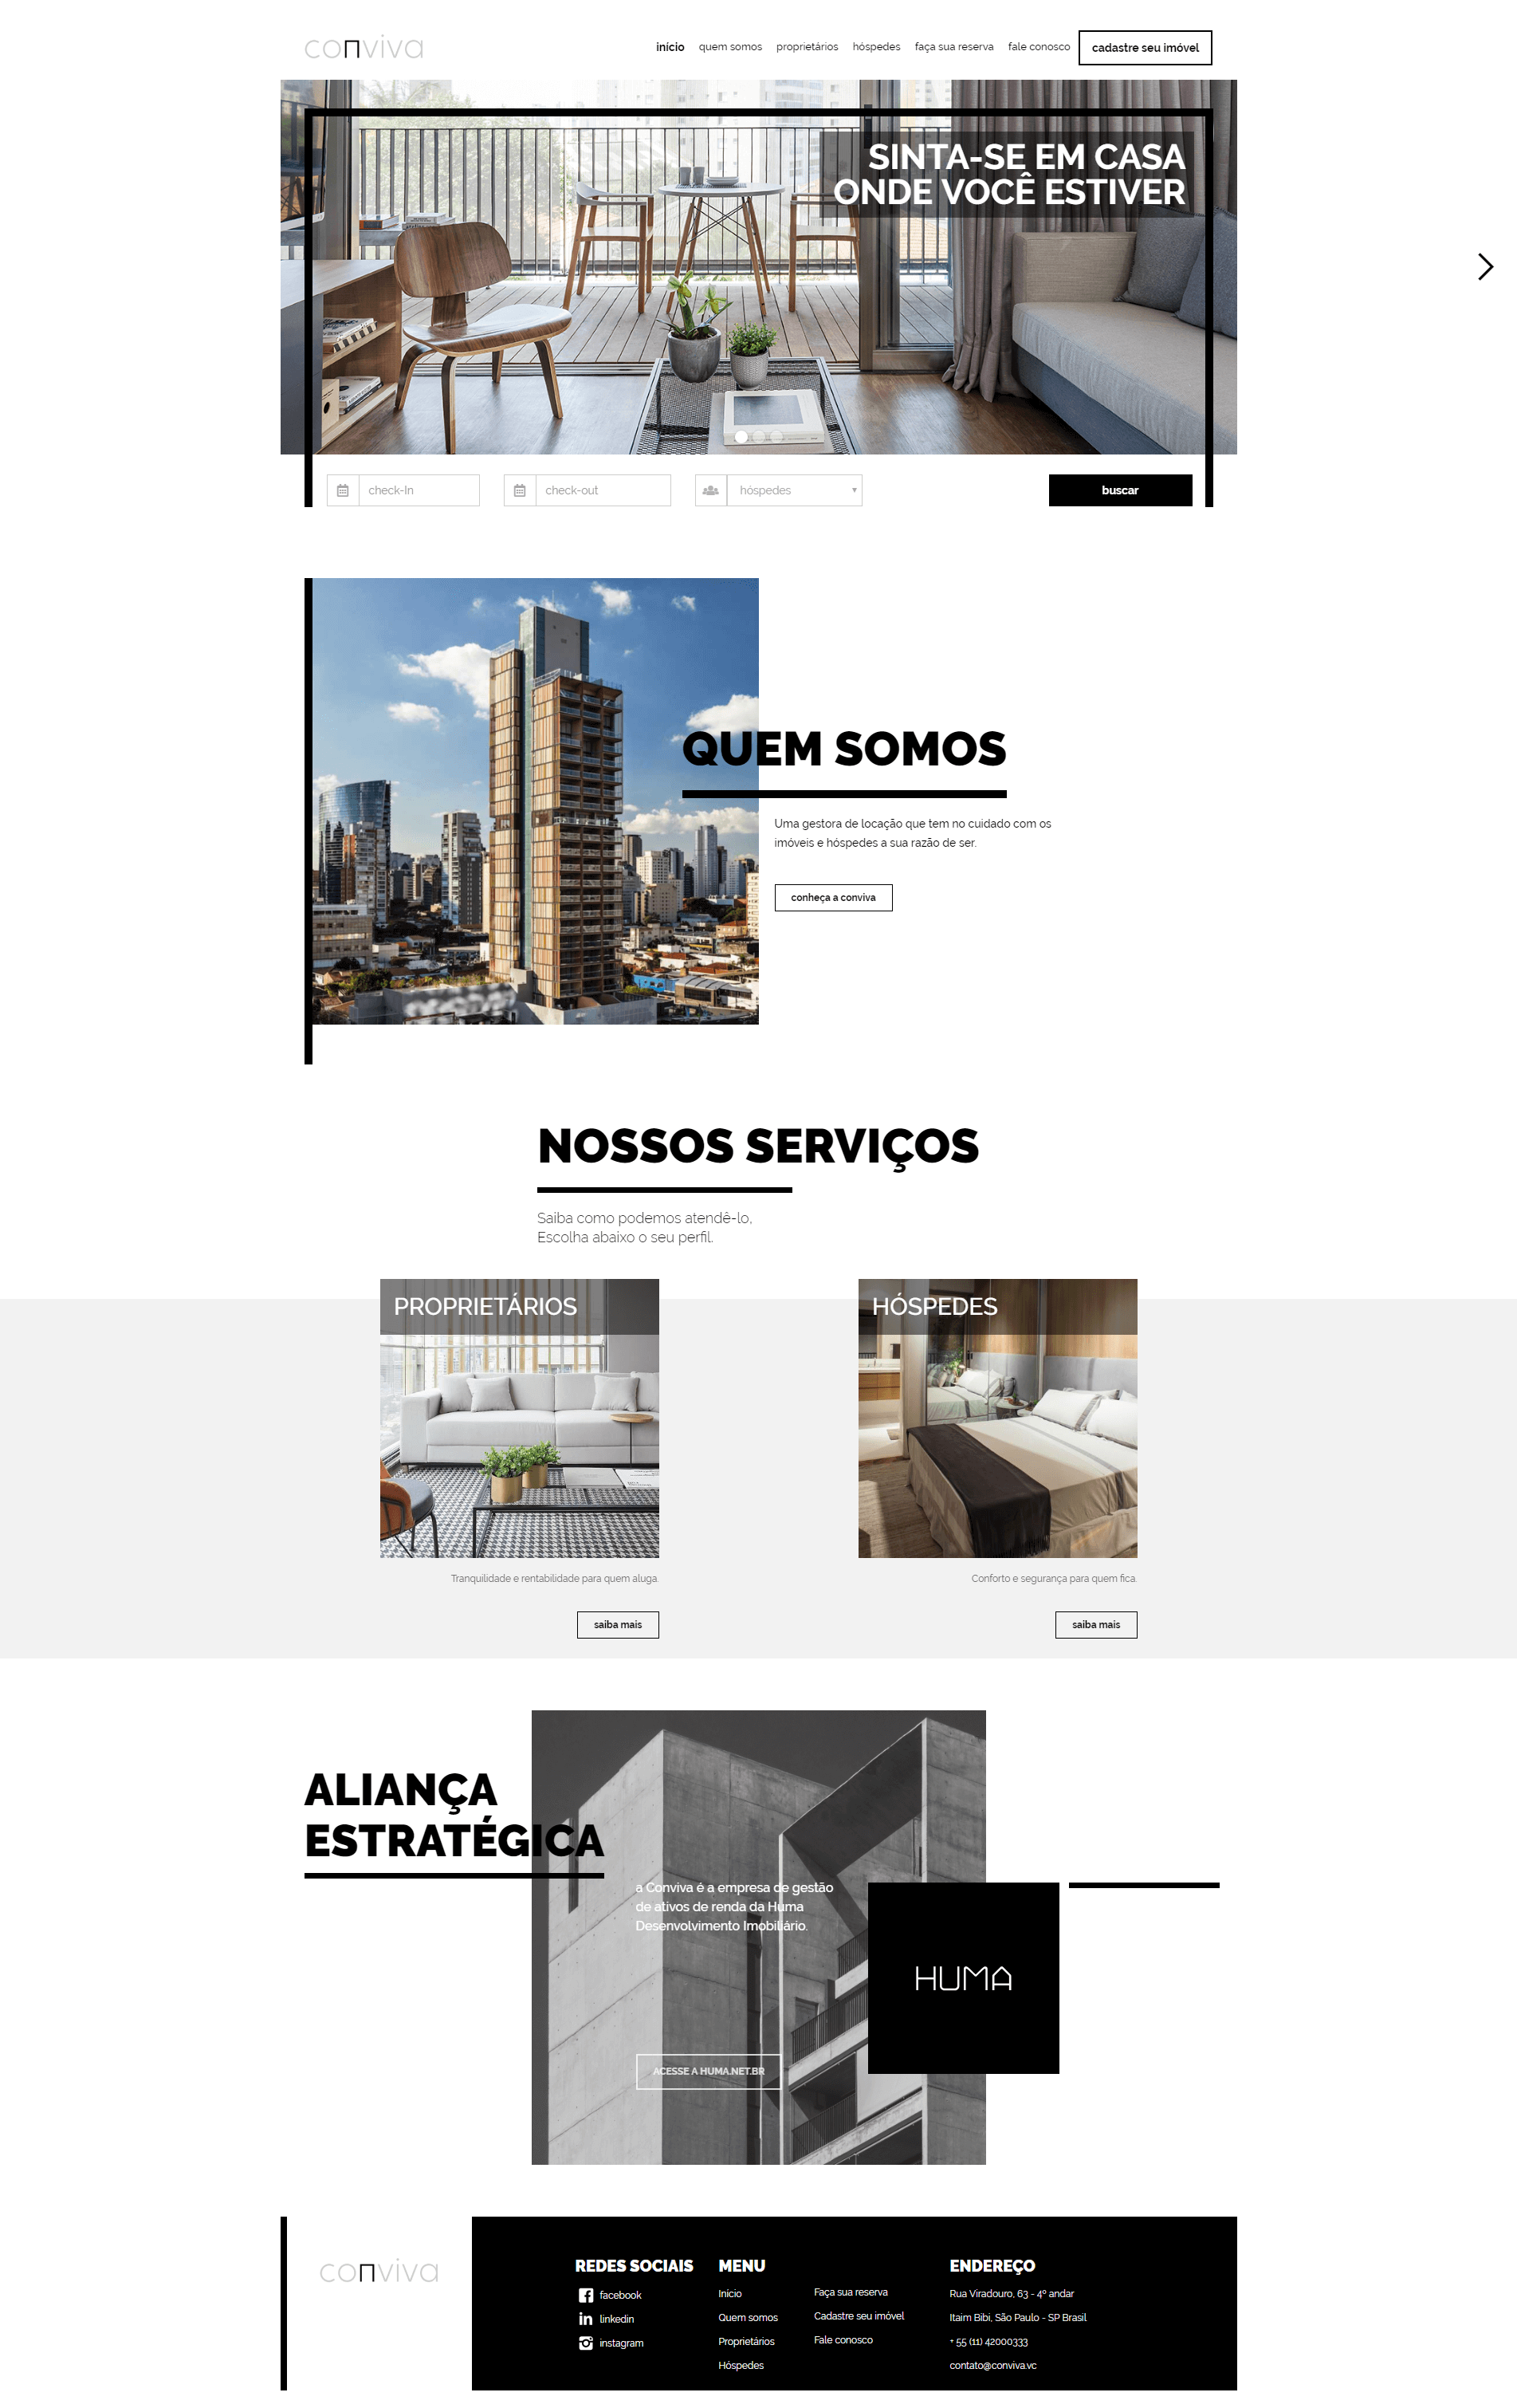 conviva
início
quem somos
proprietários
hóspedes
faça sua reserva
fale conosco
cadastre seu imóvel
SINTA-SE EM CASA
ONDE VOCÊ ESTIVER
check-In
check-out
hóspedes
buscar
QUEM SOMOS
Uma gestora de locação que tem no cuidado com os
imóveis e hóspedes a sua razão de ser.
conheça a conviva
NOSSOS SERVIÇOS
Saiba como podemos atendê-lo,
Escolha abaixo o seu perfil.
PROPRIETÁRIOS
Tranquilidade e rentabilidade para quem aluga.
saiba mais
HÓSPEDES
Conforto e segurança para quem fica.
saiba mais
ALIANÇA
ESTRATÉGICA
a Conviva é a empresa de gestão
de ativos de renda da Huma
Desenvolvimento Imobiliário.
HUMA
ACESSE A HUMA.NET.BR
conviva
REDES SOCIAIS
facebook
linkedin
instagram
MENU
Início
Quem somos
Proprietários
Hóspedes
Faça sua reserva
Cadastre seu imóvel
Fale conosco
ENDEREÇO
Rua Viradouro, 63 - 4º andar
Itaim Bibi, São Paulo - SP Brasil
+ 55 (11) 42000333
contato@conviva.vc